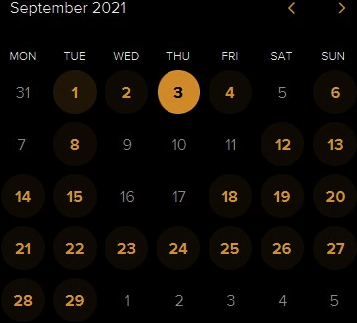 September 2021 < >
MON TUE WED THU FRI SAT SUN
31 1 2 3 4 5 6
7 8 9 10 11 12 13
14 15 16 17 18 19 20
21 22 23 24 25 26 27
28 29 1 2 3 4 5